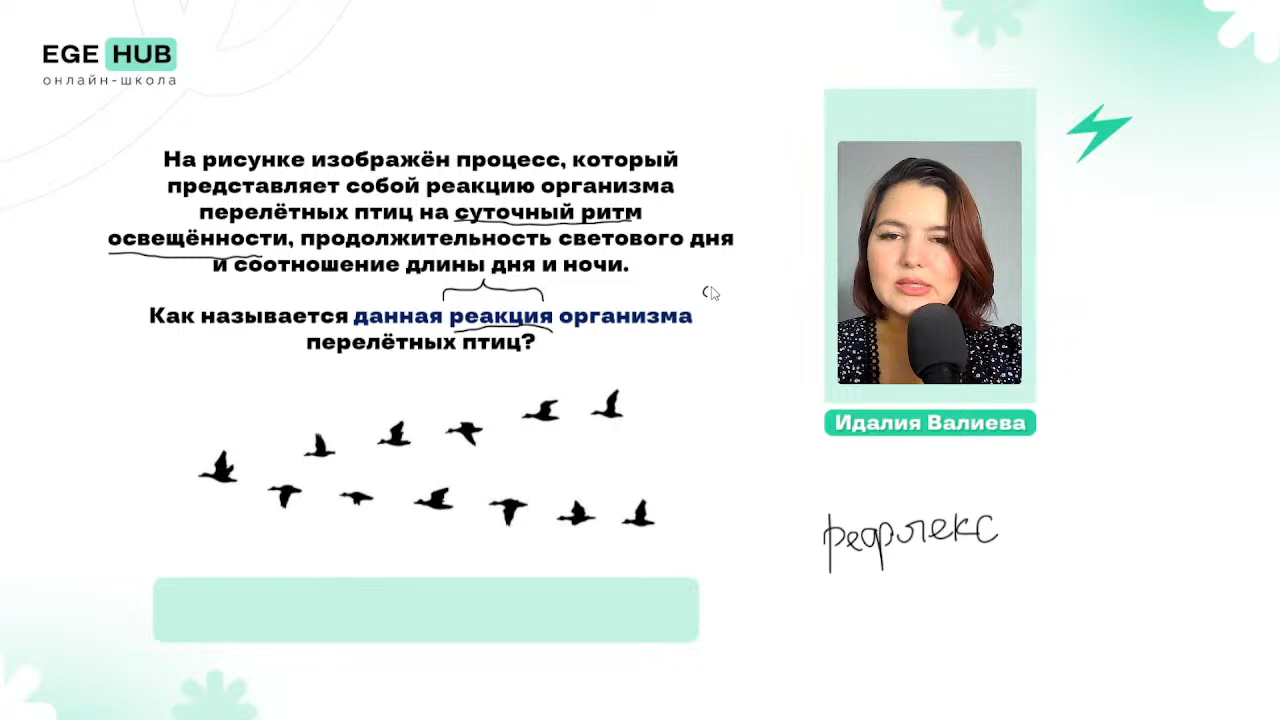 EGE HUB
онлайн-школа
На рисунке изображён процесс, который
представляет собой реакцию организма
перелётных птиц на суточный ритм
освещённости, продолжительность светового дня
и соотношение длины дня и ночи.
Как называется данная реакция организма
перелётных птиц?
Идалия Валиева
рефлекс